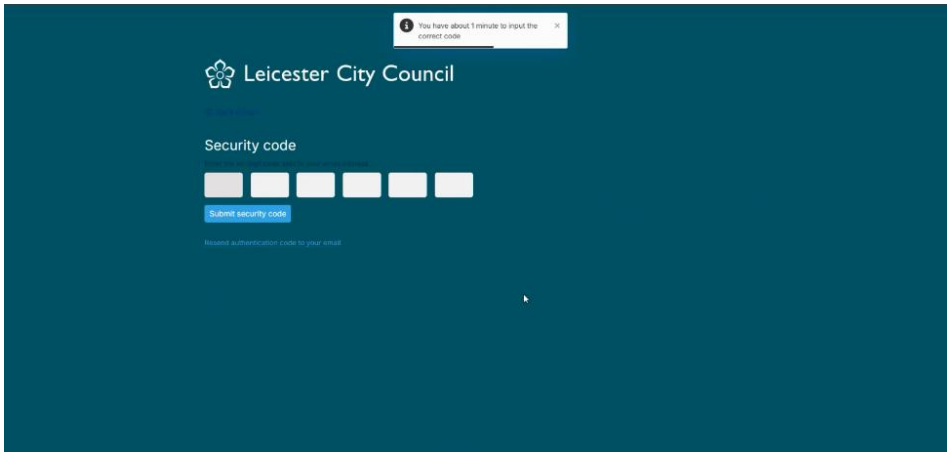 You have about 1 minute to input the
correct code
Leicester City Council
Security code
Submit security code
Resend authentication code to your email